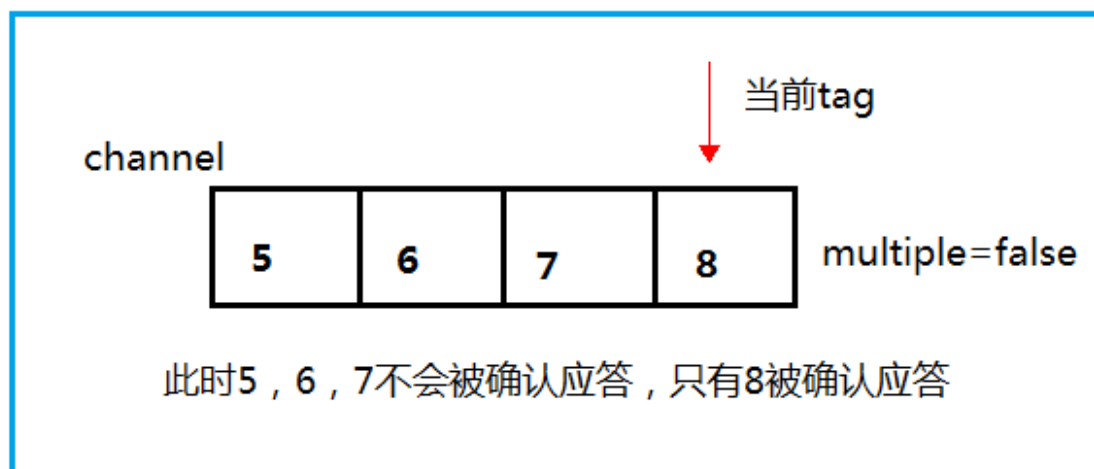 当前tag
channel
5 6 7 8
multiple=false
此时5，6，7不会被确认应答，只有8被确认应答